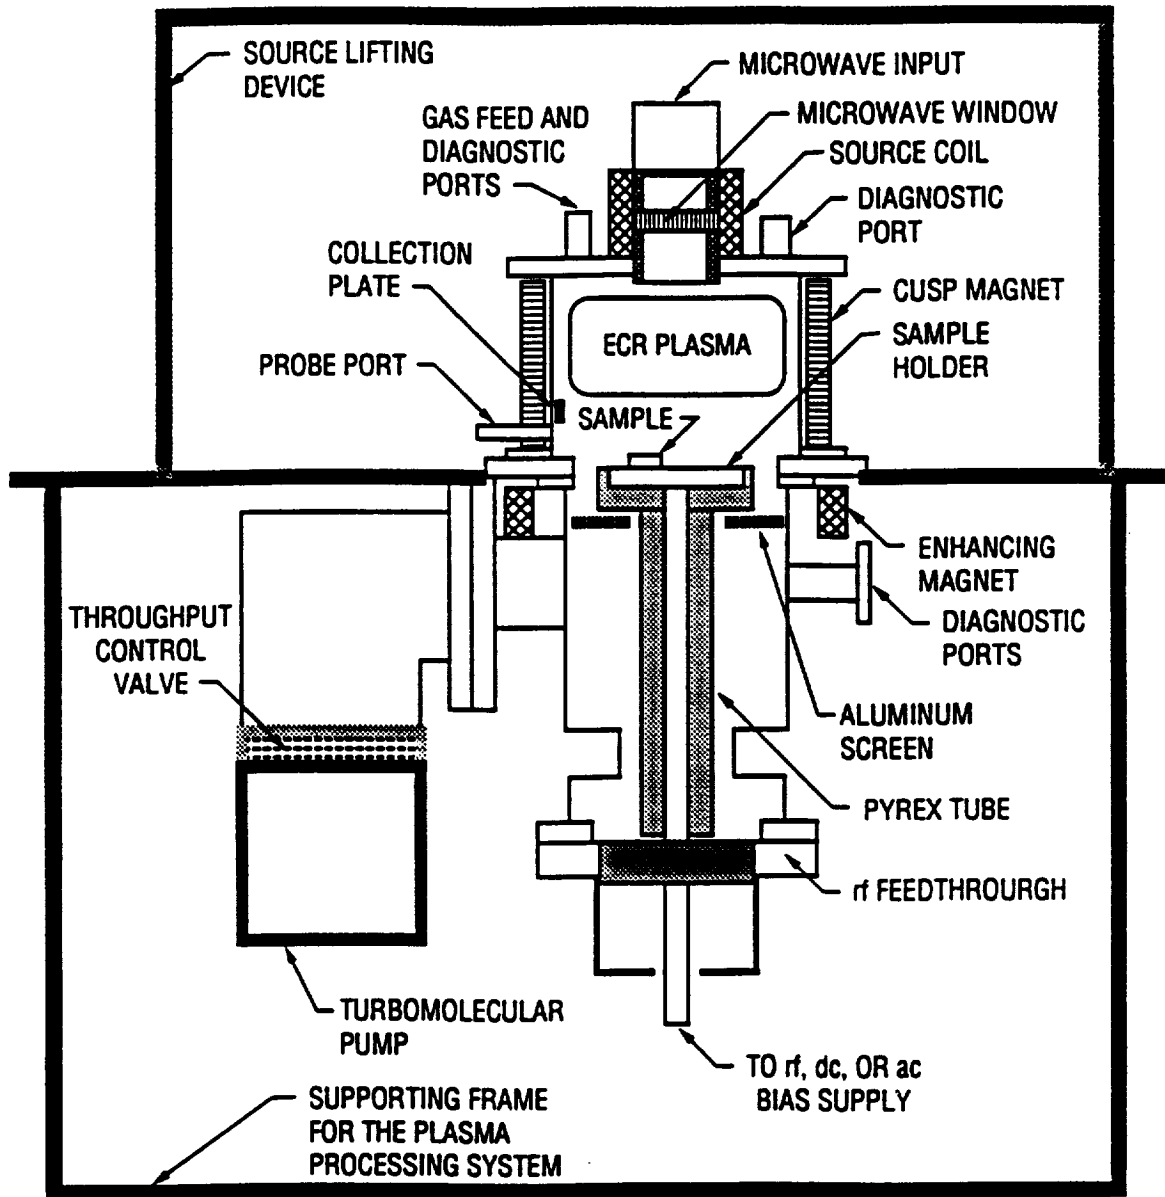 SOURCE LIFTING
DEVICE
MICROWAVE INPUT
GAS FEED AND
DIAGNOSTIC
PORTS
MICROWAVE WINDOW
SOURCE COIL
DIAGNOSTIC
PORT
COLLECTION
PLATE
CUSP MAGNET
ECR PLASMA
SAMPLE
HOLDER
PROBE PORT
SAMPLE
ENHANCING
MAGNET
THROUGHPUT
CONTROL
VALVE
DIAGNOSTIC
PORTS
ALUMINUM
SCREEN
PYREX TUBE
rf FEEDTHROURGH
TURBOMOLECULAR
PUMP
TO rf, dc, OR ac
BIAS SUPPLY
SUPPORTING FRAME
FOR THE PLASMA
PROCESSING SYSTEM